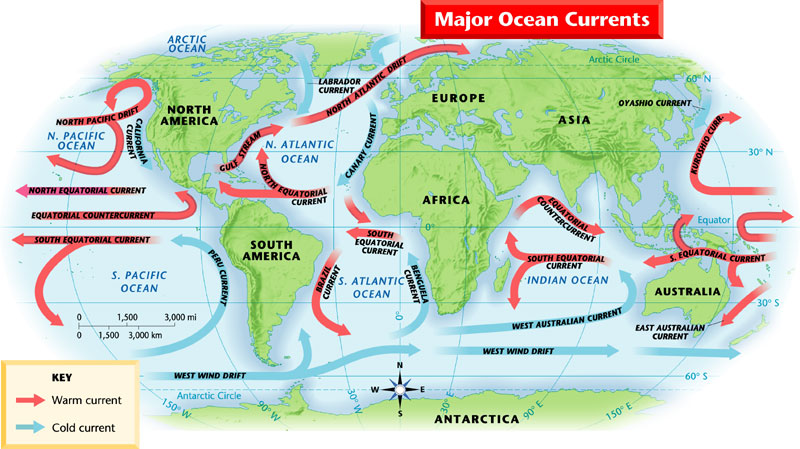 Major Ocean Currents
ARCTIC
OCEAN
Arctic Circle
LABRADOR
CURRENT
NORTH ATLANTIC DRIFT
60° N
NORTH
AMERICA
EUROPE
ASIA
OYASHIO CURRENT
NORTH PACIFIC DRIFT
N. PACIFIC
OCEAN
CALIFORNIA
CURRENT
GULF STREAM
N. ATLANTIC
OCEAN
CANARY CURRENT
KUROSHIO CURR.
30° N
NORTH EQUATORIAL CURRENT
NORTH EQUATORIAL
CURRENT
AFRICA
EQUATORIAL COUNTERCURRENT
EQUATORIAL
COUNTERCURRENT
Equator
0°
SOUTH EQUATORIAL CURRENT
SOUTH
AMERICA
SOUTH
EQUATORIAL
CURRENT
SOUTH EQUATORIAL
CURRENT
S. EQUATORIAL CURRENT
S. PACIFIC
OCEAN
PERU CURRENT
BRAZIL
CURRENT
S. ATLANTIC
OCEAN
BENGUELA
CURRENT
INDIAN OCEAN
AUSTRALIA
30° S
0 1,500 3,000 mi
0 1,500 3,000 km
0°
WEST AUSTRALIAN CURRENT
EAST AUSTRALIAN
CURRENT
WEST WIND DRIFT
WEST WIND DRIFT
WEST WIND DRIFT
60° S
N
W E
S
Antarctic Circle
150° W
90° W
30° W
30° E
90° E
150° E
ANTARCTICA
KEY
Warm current
Cold current